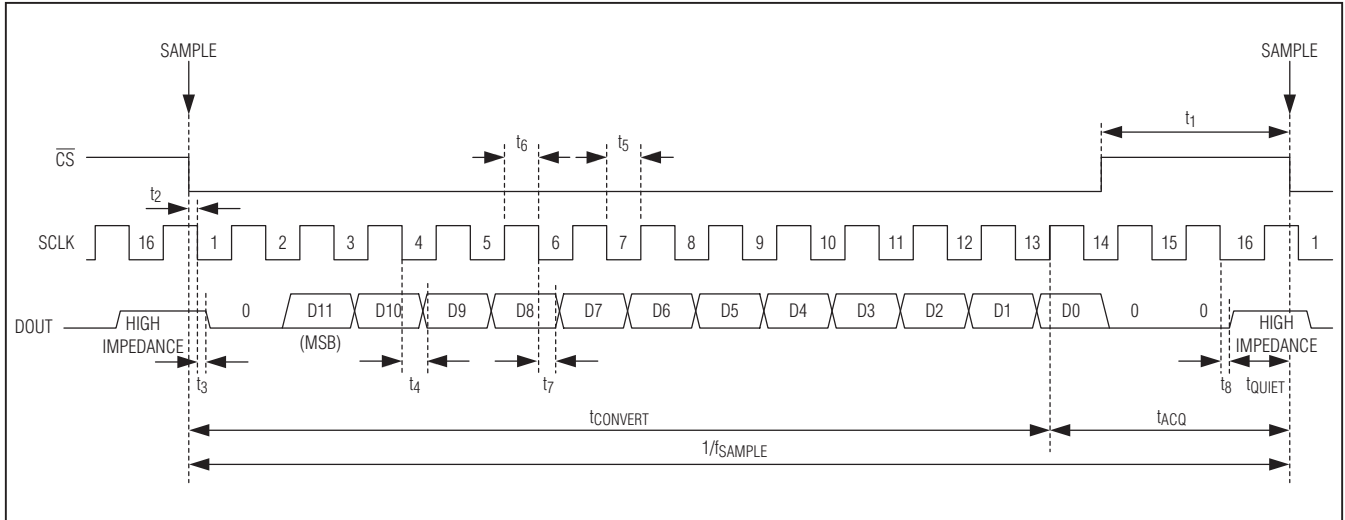 SAMPLE SAMPLE
t1
t6 t5
CS
t2
SCLK 16 1 2 3 4 5 6 7 8 9 10 11 12 13 14 15 16 1
DOUT HIGH IMPEDANCE 0 D11 (MSB) D10 D9 D8 D7 D6 D5 D4 D3 D2 D1 D0 0 0 HIGH IMPEDANCE
t3 t4 t7 t8 tQUIET
tCONVERT tACQ
1/fSAMPLE